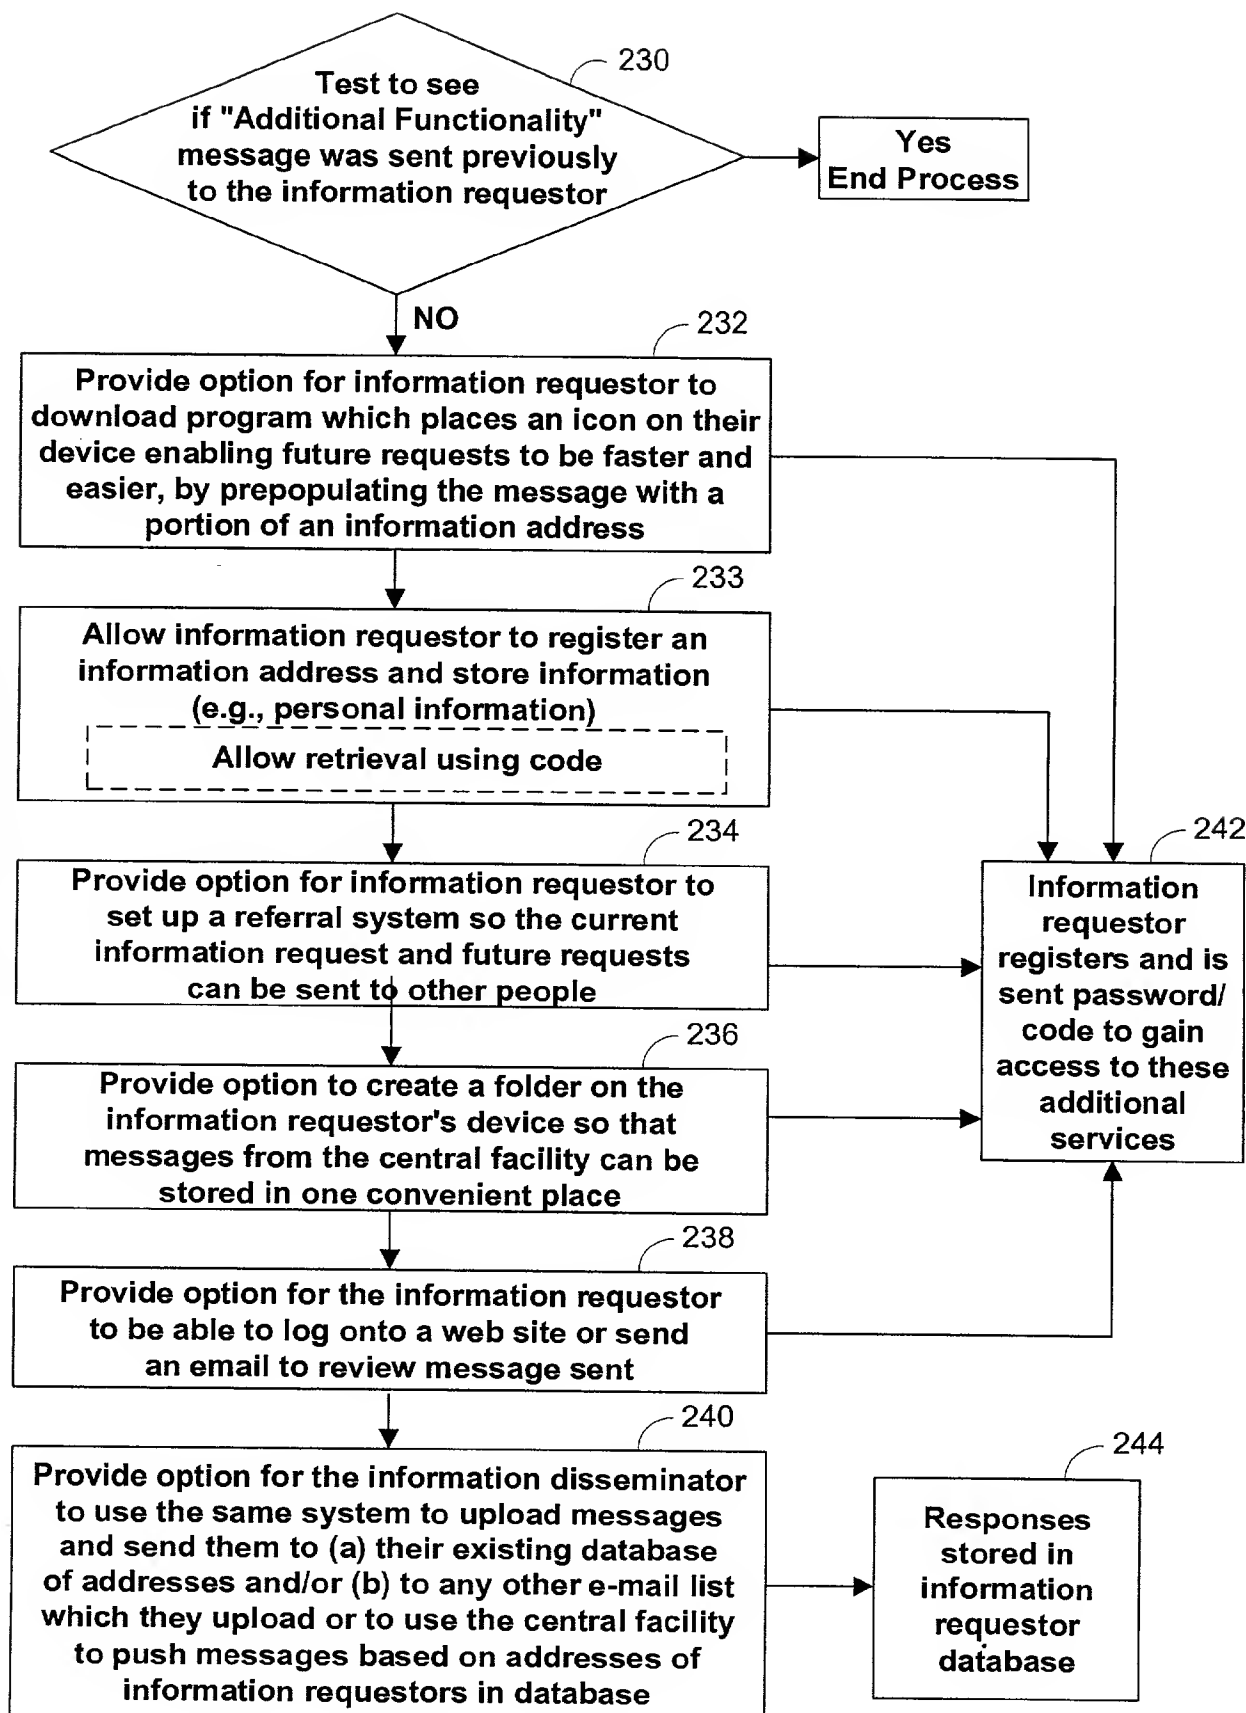 230
Test to see
if "Additional Functionality"
message was sent previously
to the information requestor
Yes
End Process
NO
232
Provide option for information requestor to
download program which places an icon on their
device enabling future requests to be faster and
easier, by prepopulating the message with a
portion of an information address
233
Allow information requestor to register an
information address and store information
(e.g., personal information)
Allow retrieval using code
234
Provide option for information requestor to
set up a referral system so the current
information request and future requests
can be sent to other people
242
Information
requestor
registers and is
sent password/
code to gain
access to these
additional
services
236
Provide option to create a folder on the
information requestor's device so that
messages from the central facility can be
stored in one convenient place
238
Provide option for the information requestor
to be able to log onto a web site or send
an email to review message sent
240
Provide option for the information disseminator
to use the same system to upload messages
and send them to (a) their existing database
of addresses and/or (b) to any other e-mail list
which they upload or to use the central facility
to push messages based on addresses of
information requestors in database
244
Responses
stored in
information
requestor
database